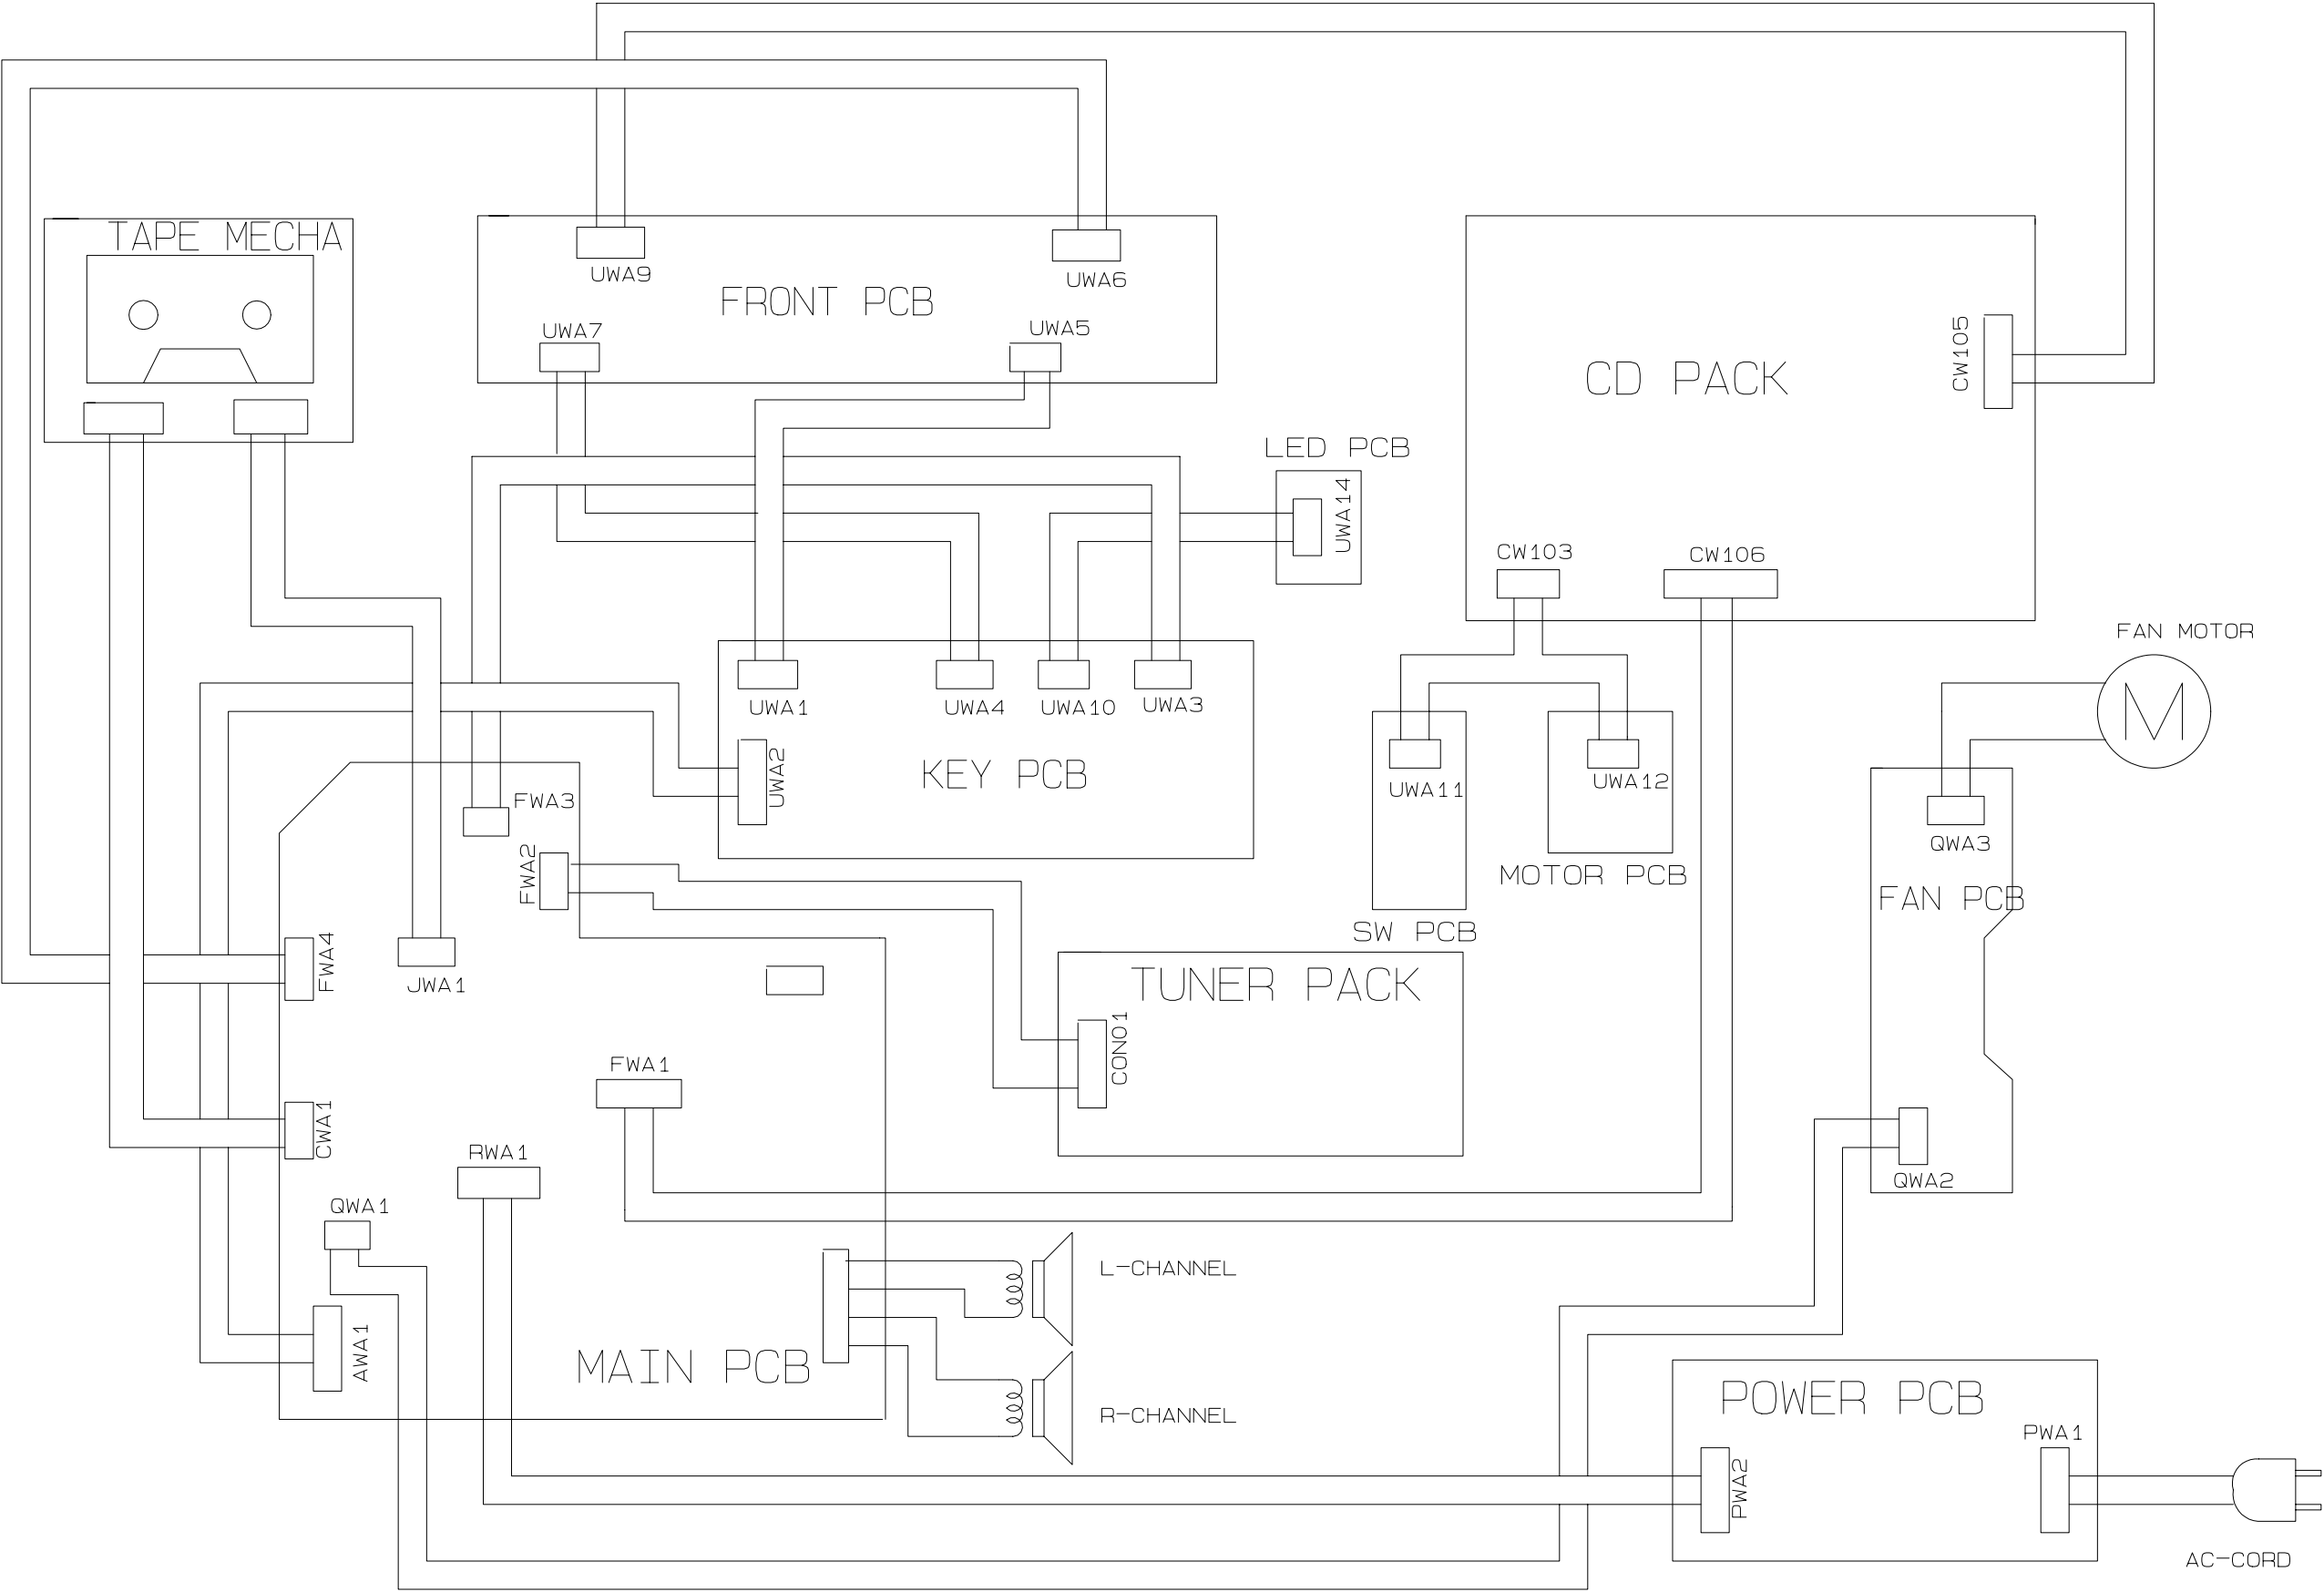 TAPE MECHA
UWA9
UWA6
FRONT PCB
UWA7
UWA5
CW105
CD PACK
LED PCB
UWA14
CW103
CW106
FAN MOTOR
M
UWA1
UWA4
UWA10
UWA3
UWA2
KEY PCB
UWA11
UWA12
FWA3
QWA3
FWA2
MOTOR PCB
FAN PCB
SW PCB
FWA4
JWA1
TUNER PACK
CON01
FWA1
CWA1
RWA1
QWA2
QWA1
L-CHANNEL
AWA1
MAIN PCB
POWER PCB
R-CHANNEL
PWA1
PWA2
AC-CORD